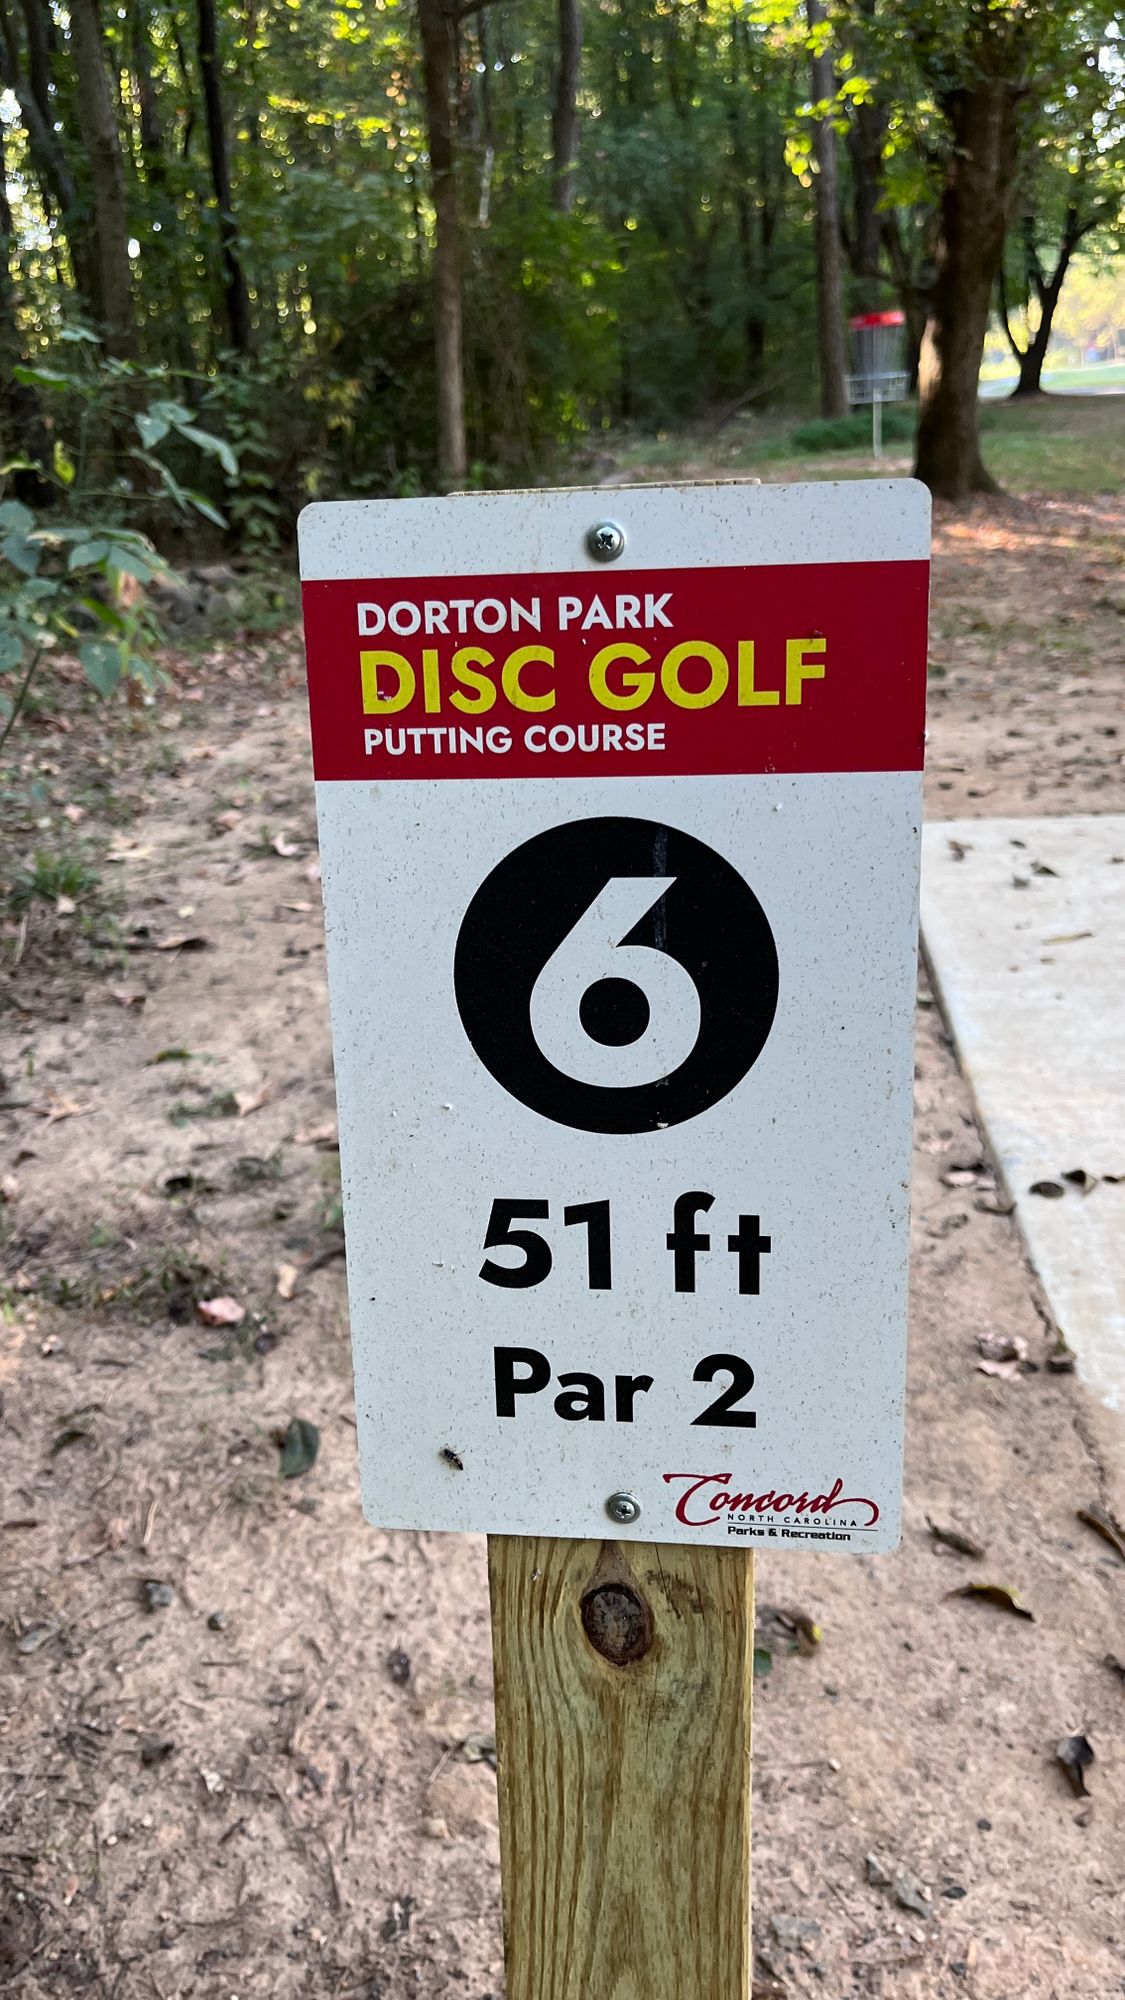 DORTON PARK
DISC GOLF
PUTTING COURSE
6
51 ft
Par 2
Concord
NORTH CAROLINA
Parks & Recreation